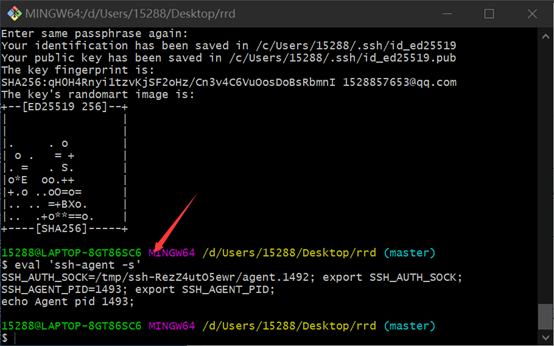 MINGW64:/d/Users/15288/Desktop/rrd
Enter same passphrase again:
Your identification has been saved in /c/Users/15288/.ssh/id_ed25519
Your public key has been saved in /c/Users/15288/.ssh/id_ed25519.pub
The key fingerprint is:
SHA256:qH0H4Rnyi1tzvKjSF2oHz/Cn3v4C6VuOosDoBsRbmnI 1528857653@qq.com
The key's randomart image is:
+--[ED25519 256]--+
|                 |
|                 |
|.      . o       |
| o .   = +       |
|. =   . S.       |
|o*E  oo.++       |
|+.o ..oO=o=      |
|.. .. =+BXo.     |
|..  .+o**==o.    |
+----[SHA256]-----+
15288@LAPTOP-8GT86SC6 MINGW64 /d/Users/15288/Desktop/rrd (master)
$ eval 'ssh-agent -s'
SSH_AUTH_SOCK=/tmp/ssh-RezZ4utO5ewr/agent.1492; export SSH_AUTH_SOCK;
SSH_AGENT_PID=1493; export SSH_AGENT_PID;
echo Agent pid 1493;
15288@LAPTOP-8GT86SC6 MINGW64 /d/Users/15288/Desktop/rrd (master)
$